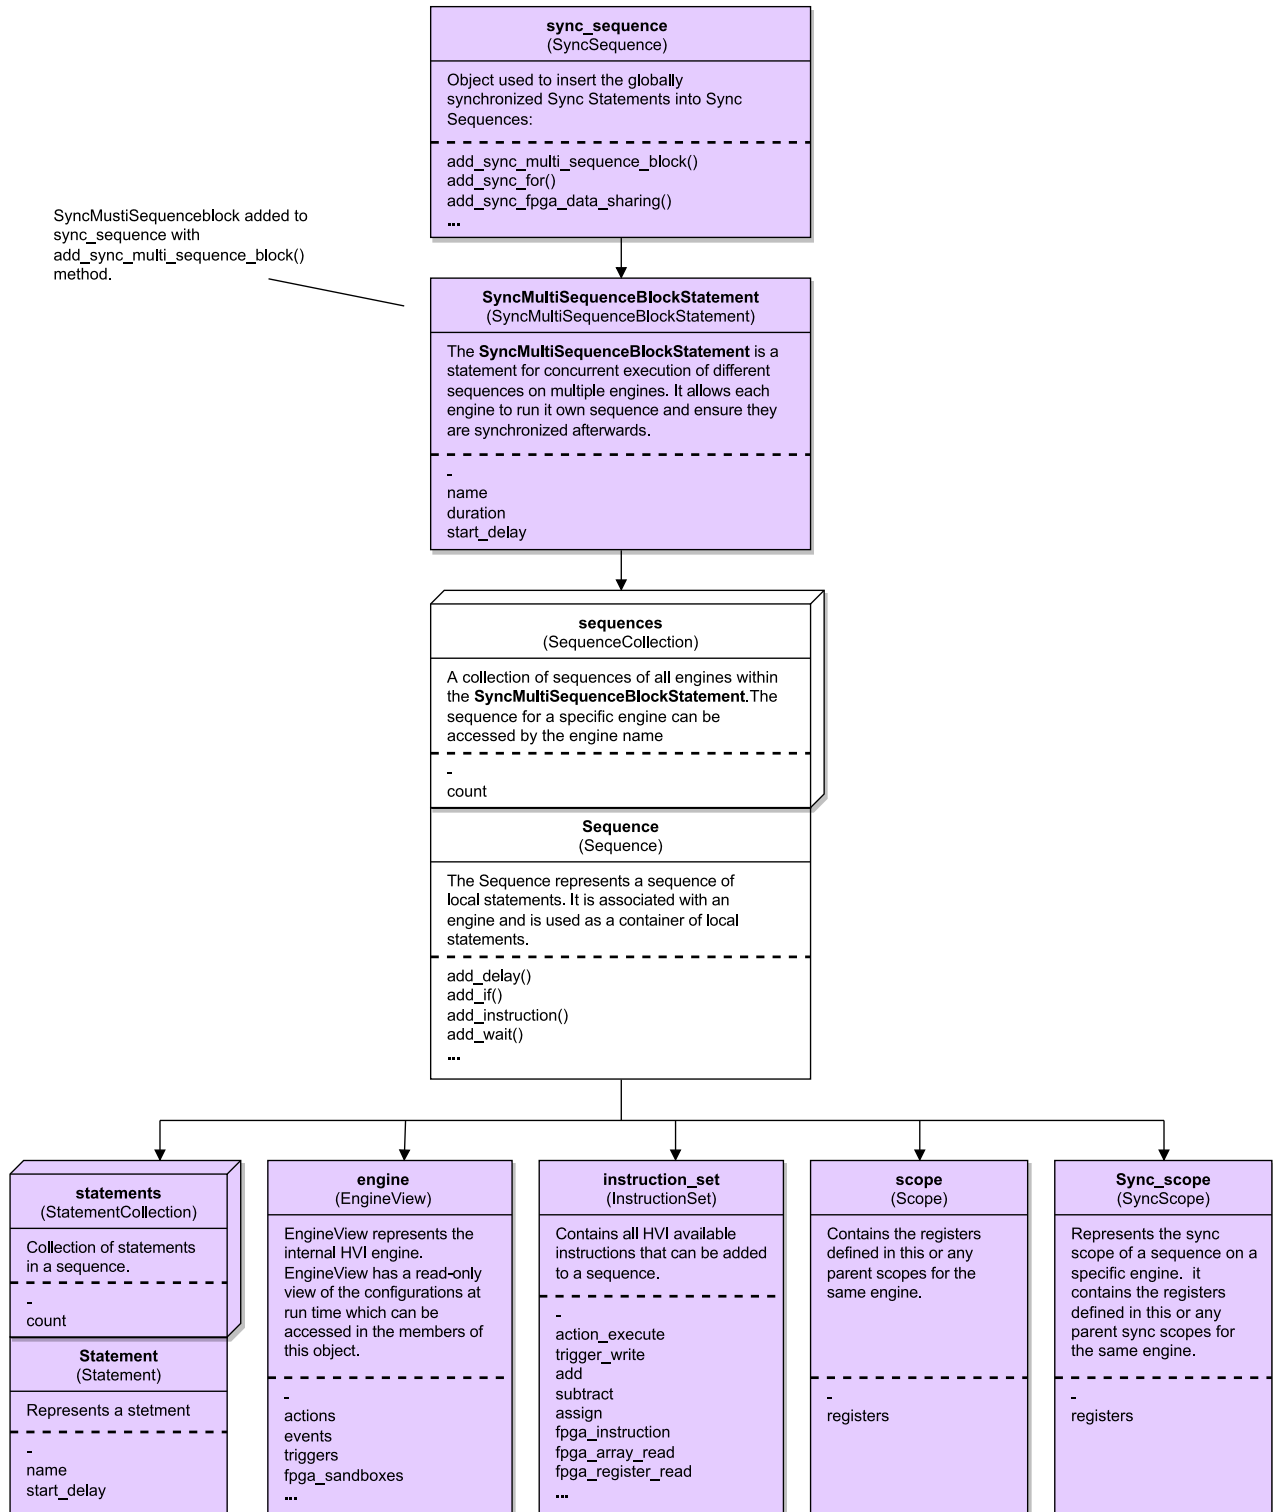 sync_sequence
(SyncSequence)
Object used to insert the globally
synchronized Sync Statements into Sync
Sequences:
add_sync_multi_sequence_block()
add_sync_for()
add_sync_fpga_data_sharing()
...
SyncMustiSequenceblock added to
sync_sequence with
add_sync_multi_sequence_block()
method.
SyncMultiSequenceBlockStatement
(SyncMultiSequenceBlockStatement)
The SyncMultiSequenceBlockStatement is a
statement for concurrent execution of different
sequences on multiple engines. It allows each
engine to run it own sequence and ensure they
are synchronized afterwards.
-
name
duration
start_delay
sequences
(SequenceCollection)
A collection of sequences of all engines within
the SyncMultiSequenceBlockStatement.The
sequence for a specific engine can be
accessed by the engine name
-
count
Sequence
(Sequence)
The Sequence represents a sequence of
local statements. It is associated with an
engine and is used as a container of local
statements.
add_delay()
add_if()
add_instruction()
add_wait()
...
statements
(StatementCollection)
Collection of statements
in a sequence.
-
count
Statement
(Statement)
Represents a stetment
-
name
start_delay
engine
(EngineView)
EngineView represents the
internal HVI engine.
EngineView has a read-only
view of the configurations at
run time which can be
accessed in the members of
this object.
-
actions
events
triggers
fpga_sandboxes
...
instruction_set
(InstructionSet)
Contains all HVI available
instructions that can be added
to a sequence.
-
action_execute
trigger_write
add
subtract
assign
fpga_instruction
fpga_array_read
fpga_register_read
...
scope
(Scope)
Contains the registers
defined in this or any
parent scopes for the
same engine.
-
registers
Sync_scope
(SyncScope)
Represents the sync
scope of a sequence on a
specific engine.  it
contains the registers
defined in this or any
parent sync scopes for
the same engine.
-
registers